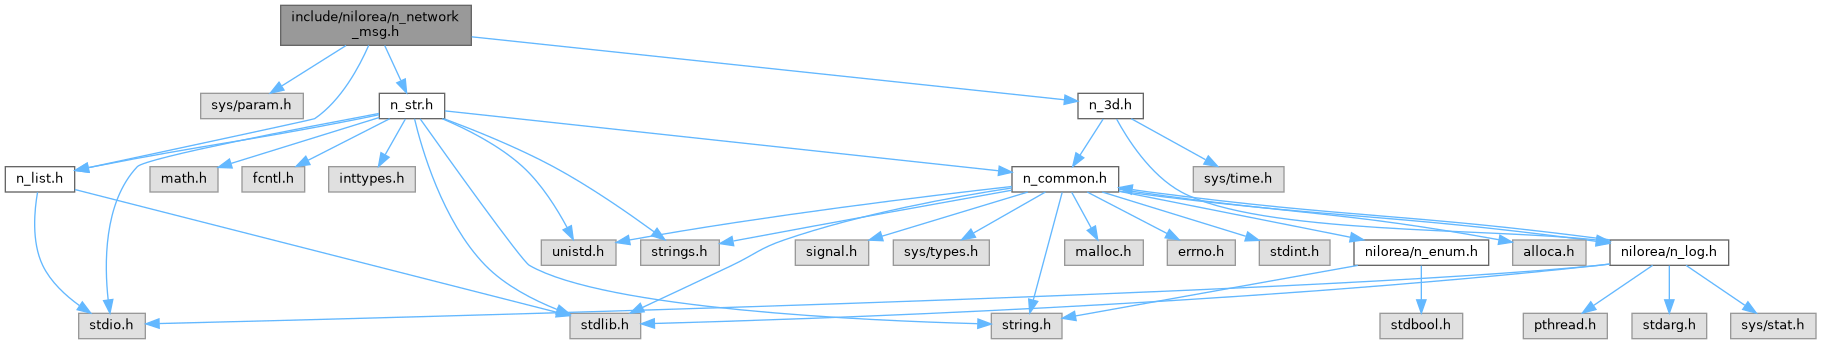 include/nilorea/n_network
_msg.h
sys/param.h
n_str.h
n_3d.h
n_list.h
math.h
fcntl.h
inttypes.h
n_common.h
sys/time.h
unistd.h
strings.h
signal.h
sys/types.h
malloc.h
errno.h
stdint.h
nilorea/n_enum.h
alloca.h
nilorea/n_log.h
stdio.h
stdlib.h
string.h
stdbool.h
pthread.h
stdarg.h
sys/stat.h